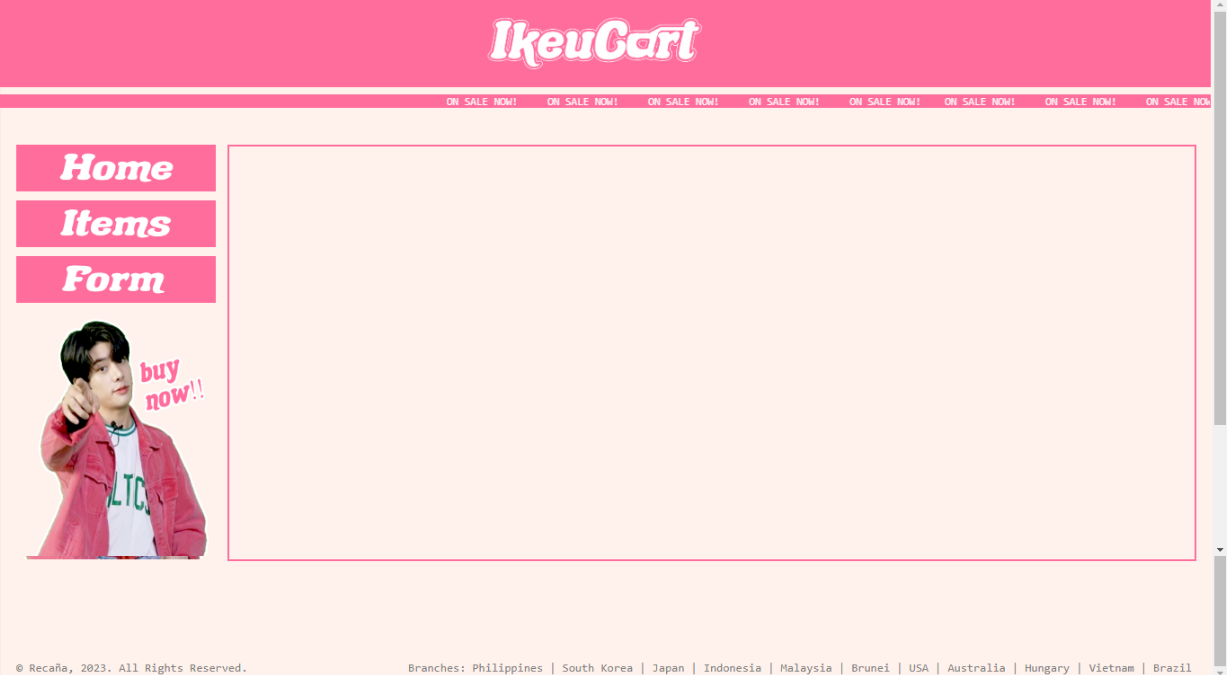 IkeuCart
ON SALE NOW! ON SALE NOW! ON SALE NOW! ON SALE NOW! ON SALE NOW! ON SALE NOW! ON SALE NOW! ON SALE NOW
Home
Items
Form
buy
now!!
LTC
© Recaña, 2023. All Rights Reserved.
Branches: Philippines | South Korea | Japan | Indonesia | Malaysia | Brunei | USA | Australia | Hungary | Vietnam | Brazil